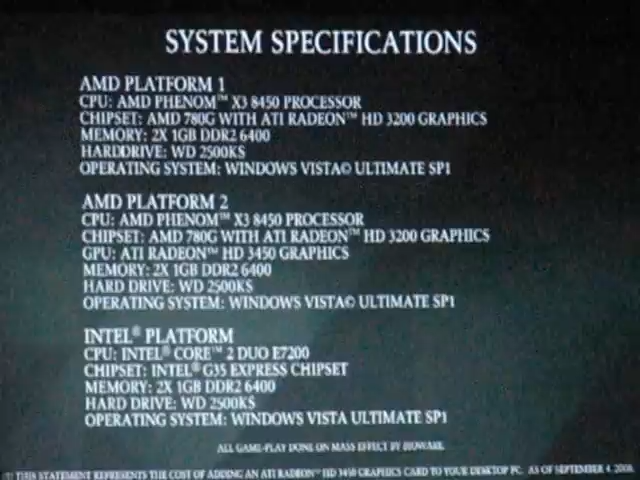 SYSTEM SPECIFICATIONS
AMD PLATFORM 1
CPU: AMD PHENOM™ X3 8450 PROCESSOR
CHIPSET: AMD 780G WITH ATI RADEON™ HD 3200 GRAPHICS
MEMORY: 2X 1GB DDR2 6400
HARDDRIVE: WD 2500KS
OPERATING SYSTEM: WINDOWS VISTA© ULTIMATE SP1
AMD PLATFORM 2
CPU: AMD PHENOM™ X3 8450 PROCESSOR
CHIPSET: AMD 780G WITH ATI RADEON™ HD 3200 GRAPHICS
GPU: ATI RADEON™ HD 3450 GRAPHICS
MEMORY: 2X 1GB DDR2 6400
HARD DRIVE: WD 2500KS
OPERATING SYSTEM: WINDOWS VISTA© ULTIMATE SP1
INTEL® PLATFORM
CPU: INTEL® CORE™ 2 DUO E7200
CHIPSET: INTEL® G35 EXPRESS CHIPSET
MEMORY: 2X 1GB DDR2 6400
HARD DRIVE: WD 2500KS
OPERATING SYSTEM: WINDOWS VISTA ULTIMATE SP1
ALL GAME-PLAY DONE ON MASS EFFECT BY BIOWARE
THIS STATEMENT REPRESENTS THE COST OF ADDING AN ATI RADEON™ HD 3450 GRAPHICS CARD TO YOUR DESKTOP PC. AS OF SEPTEMBER 4, 2008.